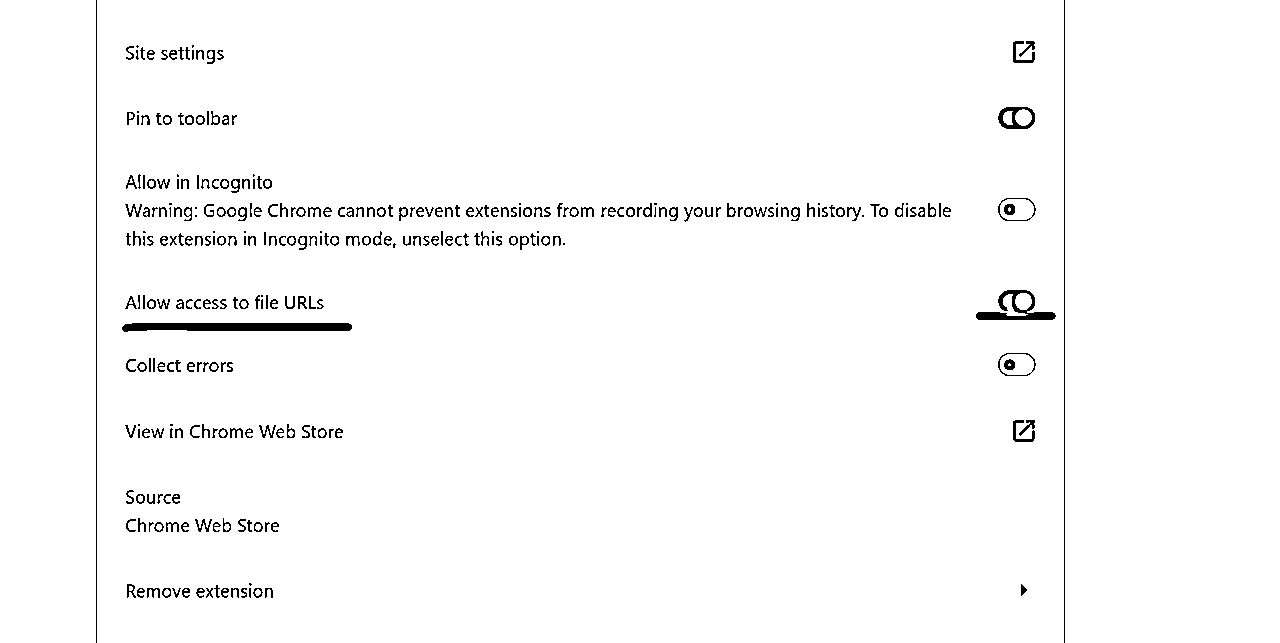 Site settings
Pin to toolbar
Allow in Incognito
Warning: Google Chrome cannot prevent extensions from recording your browsing history. To disable
this extension in Incognito mode, unselect this option.
Allow access to file URLs
Collect errors
View in Chrome Web Store
Source
Chrome Web Store
Remove extension